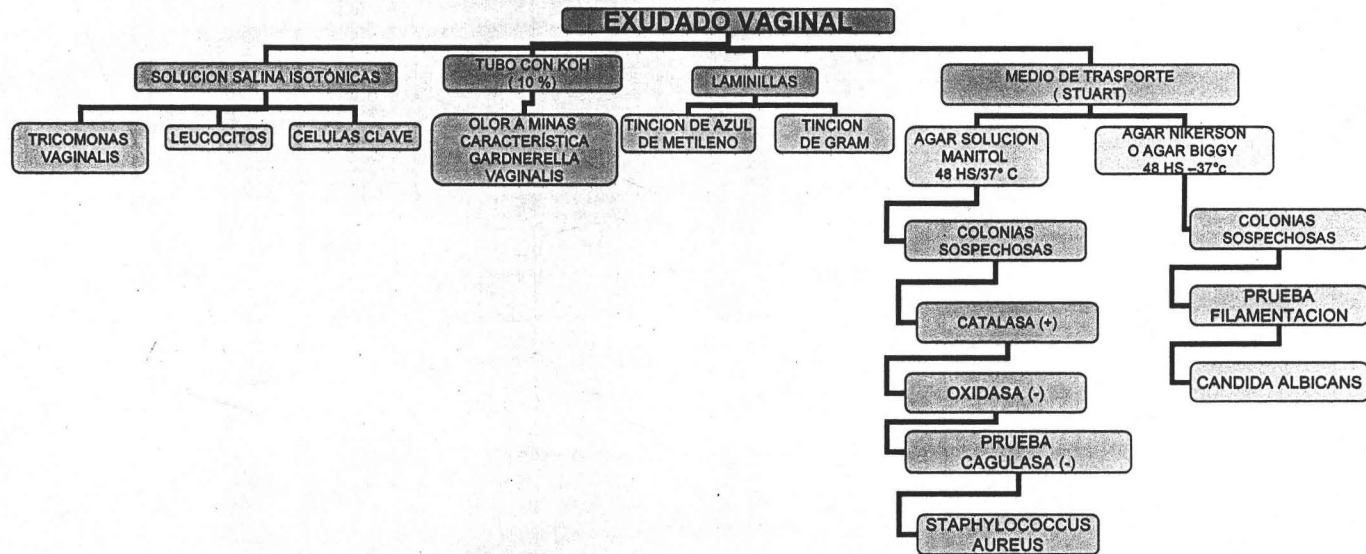 EXUDADO VAGINAL
SOLUCION SALINA ISOTÓNICAS
TRICOMONAS
VAGINALIS
LEUCOCITOS
CELULAS CLAVE
TUBO CON KOH
( 10 %)
OLOR A MINAS
CARACTERÍSTICA
GARDNERELLA
VAGINALIS
LAMINILLAS
TINCION DE AZUL
DE METILENO
TINCION
DE GRAM
MEDIO DE TRASPORTE
( STUART)
AGAR SOLUCION
MANITOL
48 HS/37° C
COLONIAS
SOSPECHOSAS
CATALASA (+)
OXIDASA (-)
PRUEBA
CAGULASA (-)
STAPHYLOCOCCUS
AUREUS
AGAR NIKERSON
O AGAR BIGGY
48 HS –37°c
COLONIAS
SOSPECHOSAS
PRUEBA
FILAMENTACION
CANDIDA ALBICANS